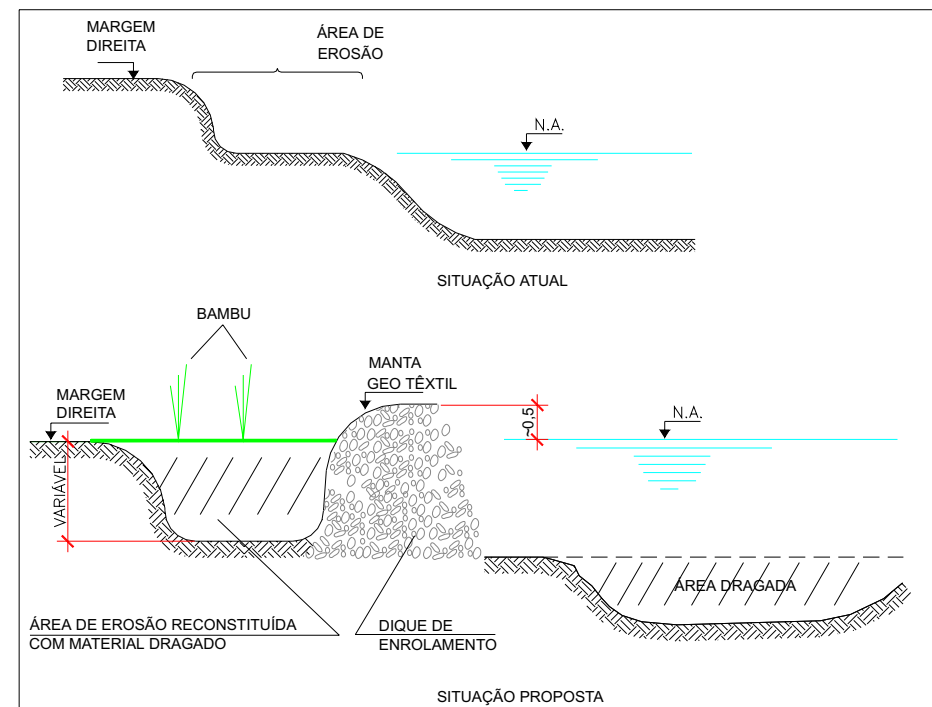 MARGEM
DIREITA
ÁREA DE
EROSÃO
N.A.
SITUAÇÃO ATUAL
BAMBU
MANTA
GEO TÊXTIL
MARGEM
DIREITA
~0,5
N.A.
VARIÁVEL
ÁREA DRAGADA
ÁREA DE EROSÃO RECONSTITUÍDA
COM MATERIAL DRAGADO
DIQUE DE
ENROLAMENTO
SITUAÇÃO PROPOSTA